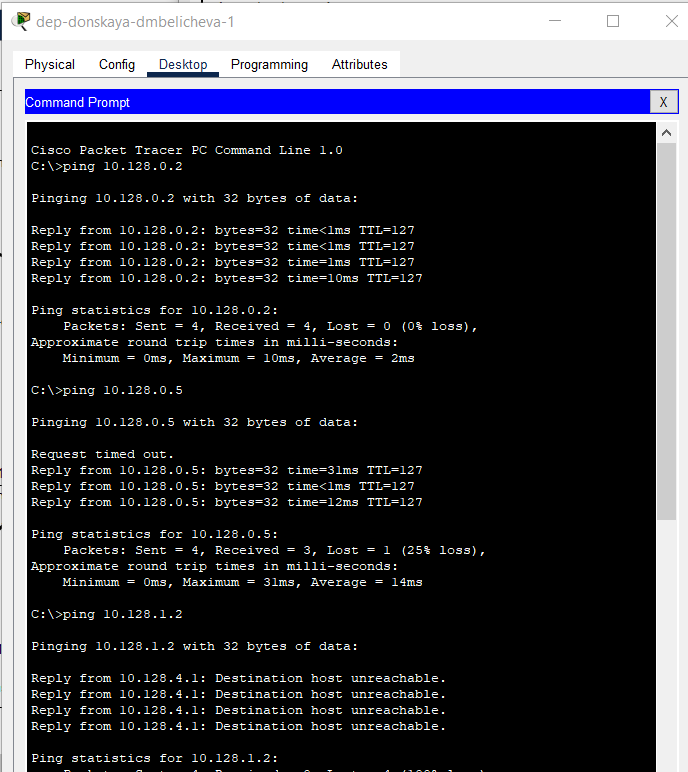 dep-donskaya-dmbelicheva-1
Physical Config Desktop Programming Attributes
Command Prompt X
Cisco Packet Tracer PC Command Line 1.0
C:\>ping 10.128.0.2
Pinging 10.128.0.2 with 32 bytes of data:
Reply from 10.128.0.2: bytes=32 time<1ms TTL=127
Reply from 10.128.0.2: bytes=32 time<1ms TTL=127
Reply from 10.128.0.2: bytes=32 time=1ms TTL=127
Reply from 10.128.0.2: bytes=32 time=10ms TTL=127
Ping statistics for 10.128.0.2:
Packets: Sent = 4, Received = 4, Lost = 0 (0% loss),
Approximate round trip times in milli-seconds:
Minimum = 0ms, Maximum = 10ms, Average = 2ms
C:\>ping 10.128.0.5
Pinging 10.128.0.5 with 32 bytes of data:
Request timed out.
Reply from 10.128.0.5: bytes=32 time=31ms TTL=127
Reply from 10.128.0.5: bytes=32 time<1ms TTL=127
Reply from 10.128.0.5: bytes=32 time=12ms TTL=127
Ping statistics for 10.128.0.5:
Packets: Sent = 4, Received = 3, Lost = 1 (25% loss),
Approximate round trip times in milli-seconds:
Minimum = 0ms, Maximum = 31ms, Average = 14ms
C:\>ping 10.128.1.2
Pinging 10.128.1.2 with 32 bytes of data:
Reply from 10.128.4.1: Destination host unreachable.
Reply from 10.128.4.1: Destination host unreachable.
Reply from 10.128.4.1: Destination host unreachable.
Reply from 10.128.4.1: Destination host unreachable.
Ping statistics for 10.128.1.2: